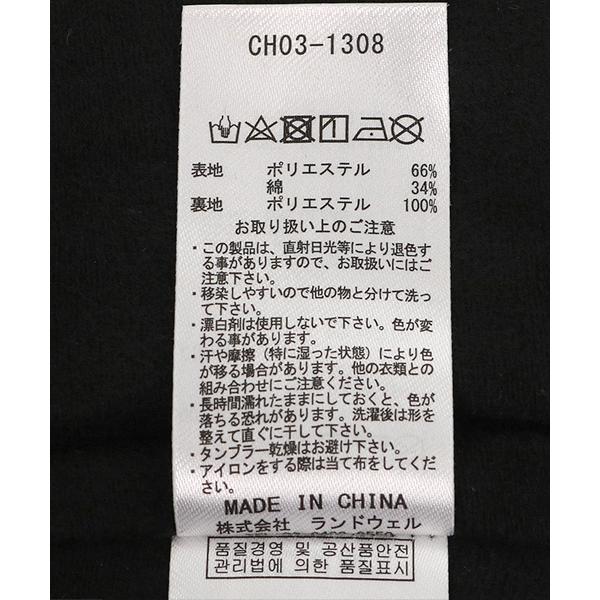 CH03-1308
表地 ポリエステル 66%
綿 34%
裏地 ポリエステル 100%
お取り扱い上のご注意
・この製品は、直射日光等により退色す
る事がありますので、お取扱いにはご
注意下さい。
・移染しやすいので他の物と分けて洗っ
て下さい。
・漂白剤は使用しないで下さい。色が変
わる事があります。
・汗や摩擦（特に湿った状態）により色
が移る場合があります。他の衣類との
組み合わせにご注意ください。
・長時間濡れたままにしておくと、色が
落ちる恐れがあります。洗濯後は形を
整えて直ぐに干して下さい。
・タンブラー乾燥はお避け下さい。
・アイロンをする際は当て布をしてくだ
さい。
MADE IN CHINA
株式会社 ランドウェル
품질경영 및 공산품안전
관리법에 의한 품질표시